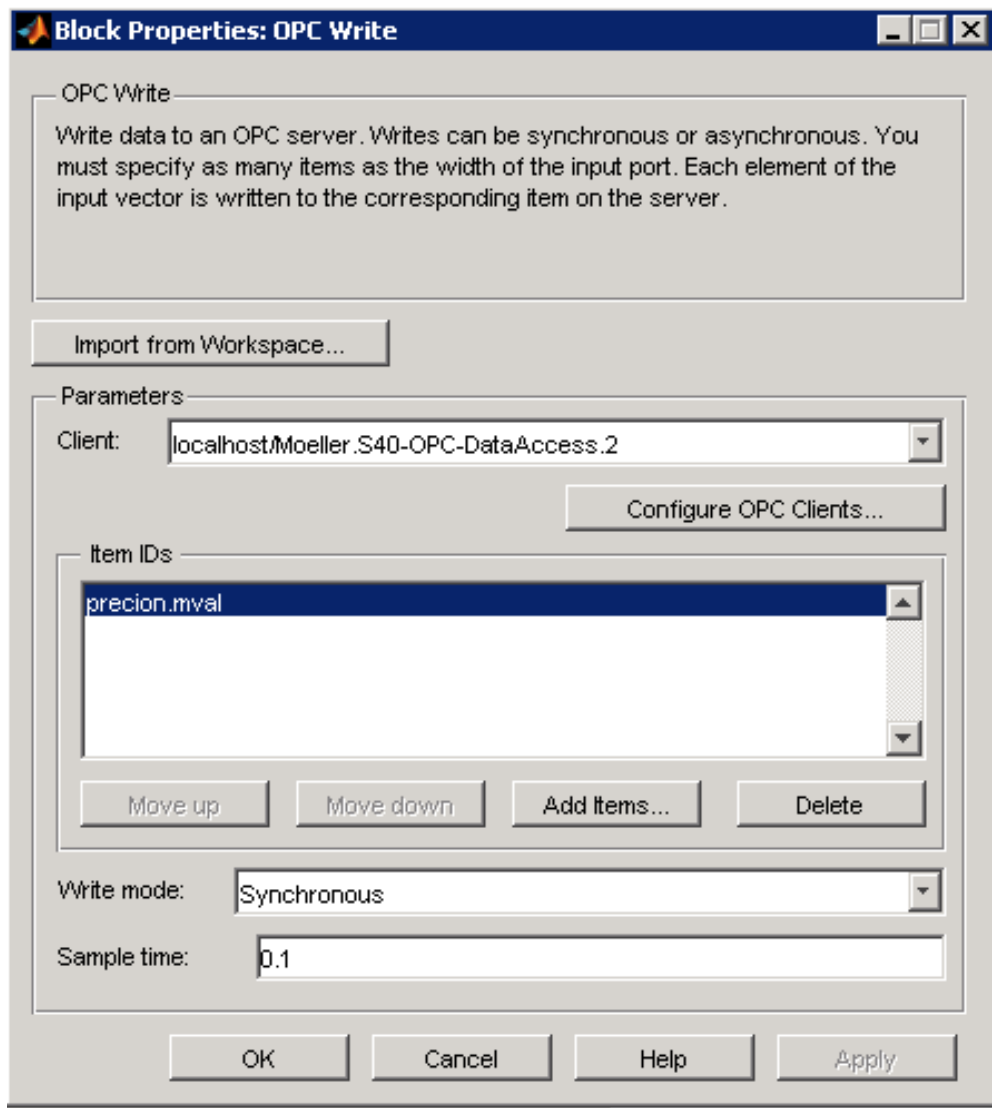 Block Properties: OPC Write
OPC Write
Write data to an OPC server. Writes can be synchronous or asynchronous. You
must specify as many items as the width of the input port. Each element of the
input vector is written to the corresponding item on the server.
Import from Workspace...
Parameters
Client: localhost/Moeller.S40-OPC-DataAccess.2
Configure OPC Clients...
Item IDs
precion.mval
Move up Move down Add Items... Delete
Write mode: Synchronous
Sample time: 0.1
OK Cancel Help Apply